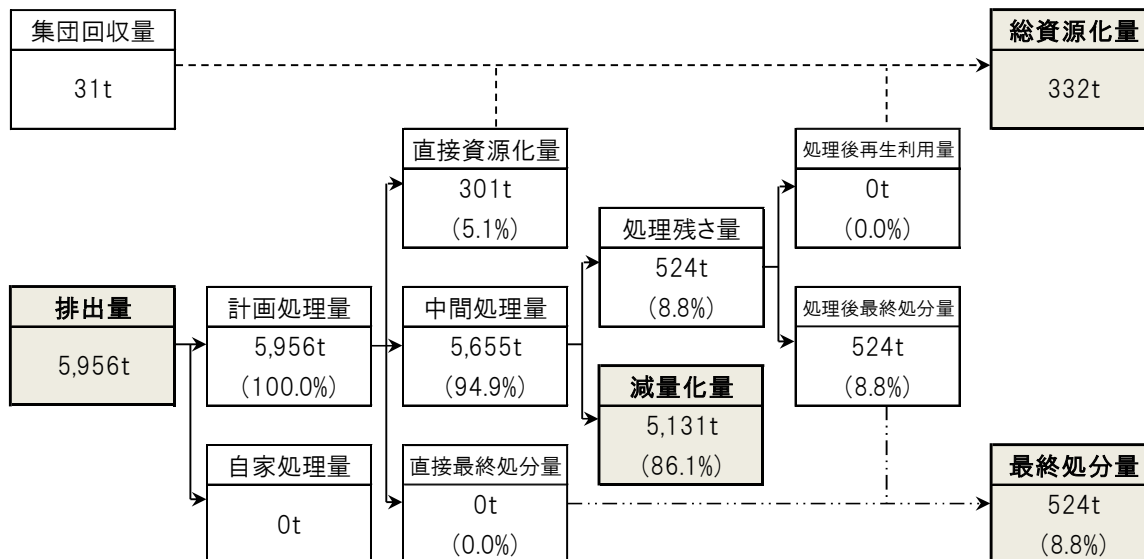 集団回収量
31t
総資源化量
332t
直接資源化量
301t
(5.1%)
処理後再生利用量
0t
(0.0%)
処理残さ量
524t
(8.8%)
排出量
5,956t
計画処理量
5,956t
(100.0%)
中間処理量
5,655t
(94.9%)
処理後最終処分量
524t
(8.8%)
減量化量
5,131t
(86.1%)
自家処理量
0t
直接最終処分量
0t
(0.0%)
最終処分量
524t
(8.8%)